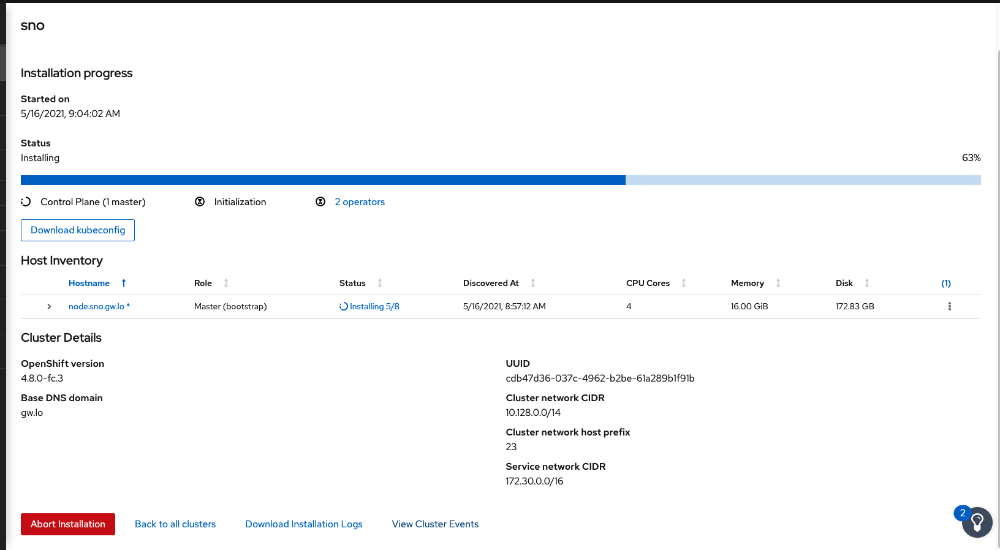 sno
Installation progress
Started on
5/16/2021, 9:04:02 AM
Status
Installing 63%
Control Plane (1 master) Initialization 2 operators
Download kubeconfig
Host Inventory
Hostname Role Status Discovered At CPU Cores Memory Disk (1)
node.sno.gw.lo * Master (bootstrap) Installing 5/8 5/16/2021, 8:57:12 AM 4 16.00 GiB 172.83 GB
Cluster Details
OpenShift version
4.8.0-fc.3
Base DNS domain
gw.lo
UUID
cdb47d36-037c-4962-b2be-61a289b1f91b
Cluster network CIDR
10.128.0.0/14
Cluster network host prefix
23
Service network CIDR
172.30.0.0/16
Abort Installation Back to all clusters Download Installation Logs View Cluster Events
2